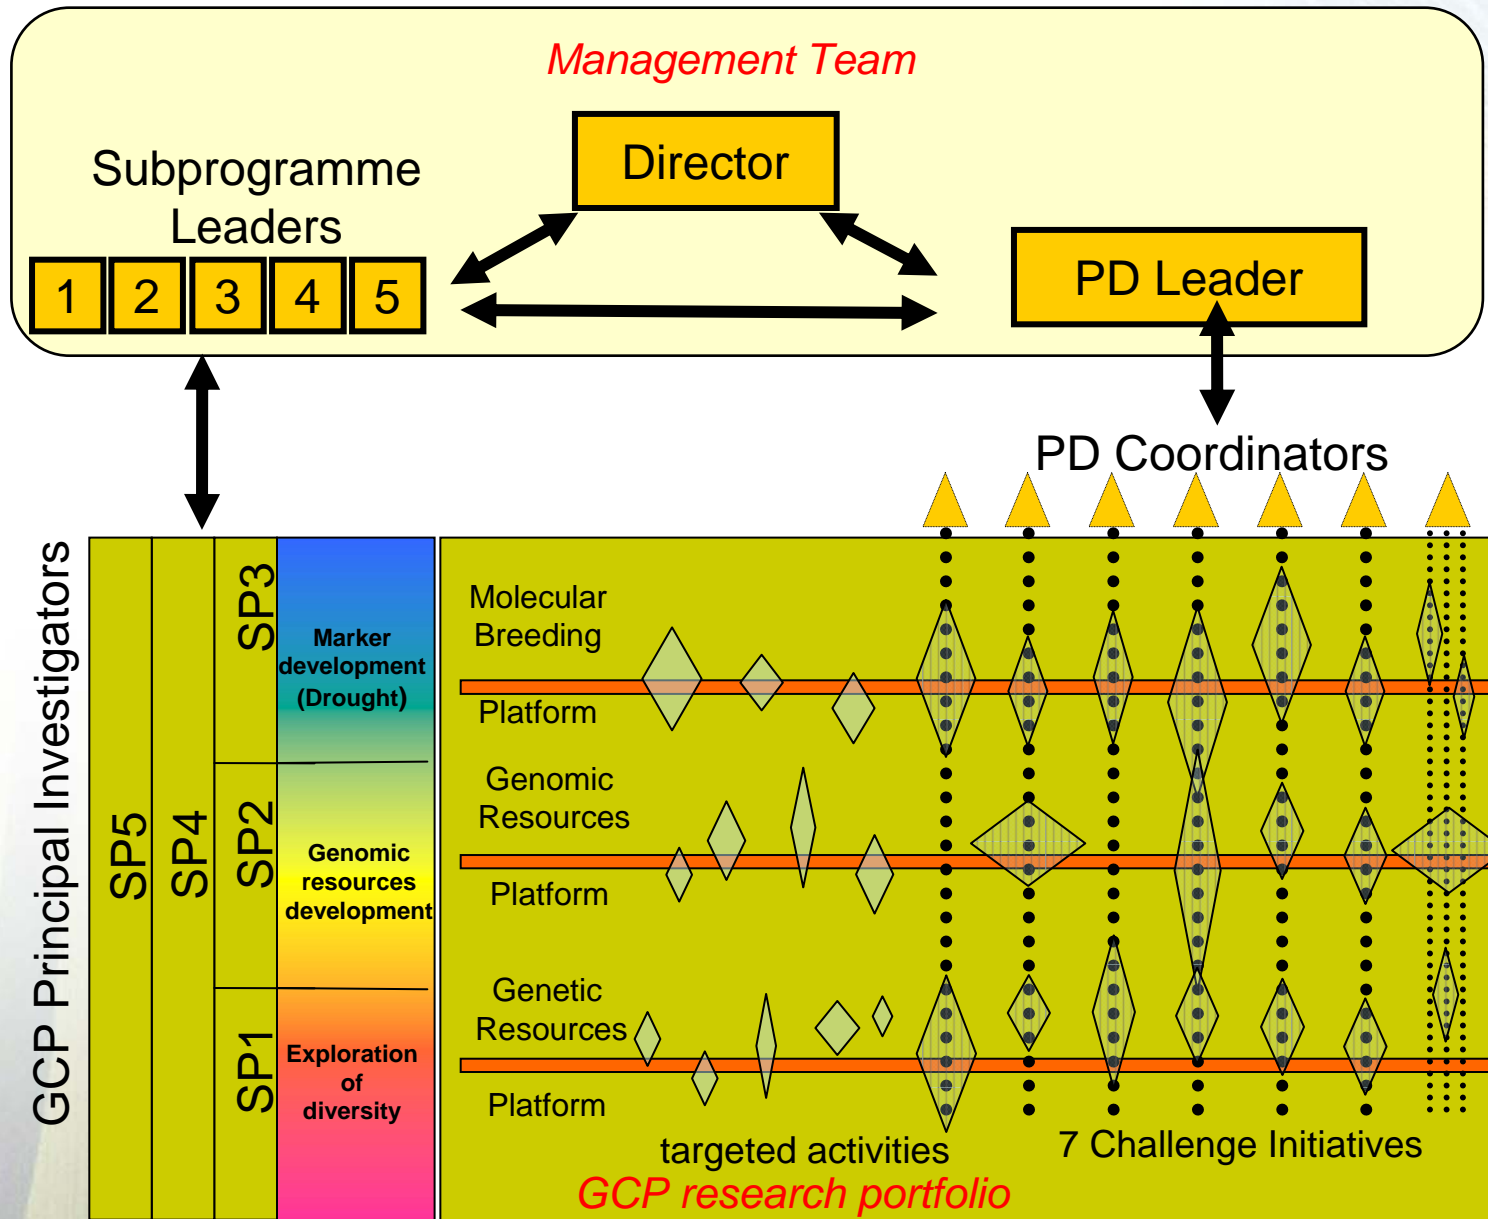 Management Team
Director
Subprogramme
Leaders
1 2 3 4 5
PD Leader
PD Coordinators
GCP Principal Investigators
SP5
SP4
SP3
SP2
SP1
Marker
development
(Drought)
Genomic
resources
development
Exploration
of
diversity
Molecular
Breeding
Platform
Genomic
Resources
Platform
Genetic
Resources
Platform
targeted activities
7 Challenge Initiatives
GCP research portfolio